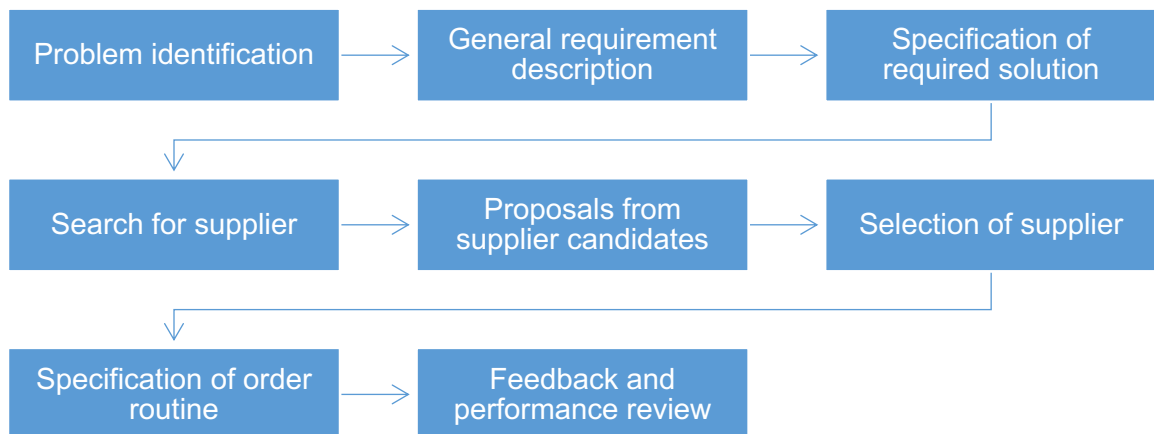 Problem identification
General requirement
description
Specification of
required solution
Search for supplier
Proposals from
supplier candidates
Selection of supplier
Specification of order
routine
Feedback and
performance review